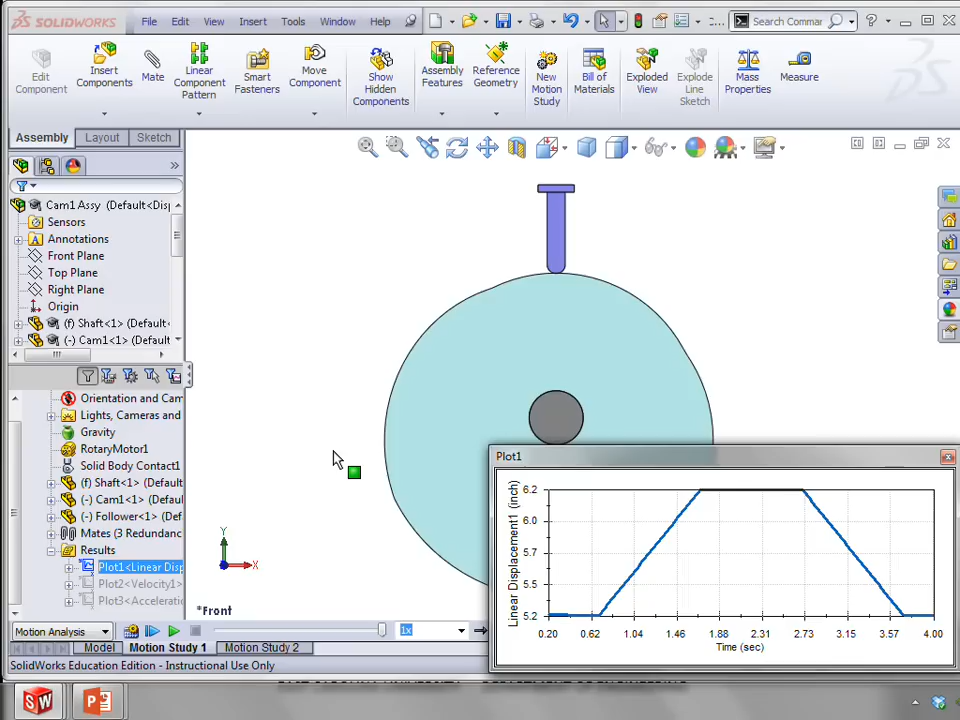 SOLIDWORKS File Edit View Insert Tools Window Help Search Commar
Edit Component
Insert Components
Mate
Linear Component Pattern
Smart Fasteners
Move Component
Show Hidden Components
Assembly Features
Reference Geometry
New Motion Study
Bill of Materials
Exploded View
Explode Line Sketch
Mass Properties
Measure
Assembly Layout Sketch
Cam1 Assy (Default<Disp
Sensors
Annotations
Front Plane
Top Plane
Right Plane
Origin
(f) Shaft<1> (Default
(-) Cam1<1> (Default
Orientation and Cam
Lights, Cameras and
Gravity
RotaryMotor1
Solid Body Contact1
(f) Shaft<1> (Default
(-) Cam1<1> (Default
(-) Follower<1> (Def
Mates (3 Redundanc
Results
Plot1<Linear Disp
Plot2<Velocity1>
Plot3<Acceleratio
Y
X
*Front
Plot1
Linear Displacement1 (inch)
6.2
6.0
5.7
5.5
5.2
0.20 0.62 1.04 1.46 1.88 2.31 2.73 3.15 3.57 4.00
Time (sec)
Motion Analysis 1x
Model Motion Study 1 Motion Study 2
SolidWorks Education Edition - Instructional Use Only